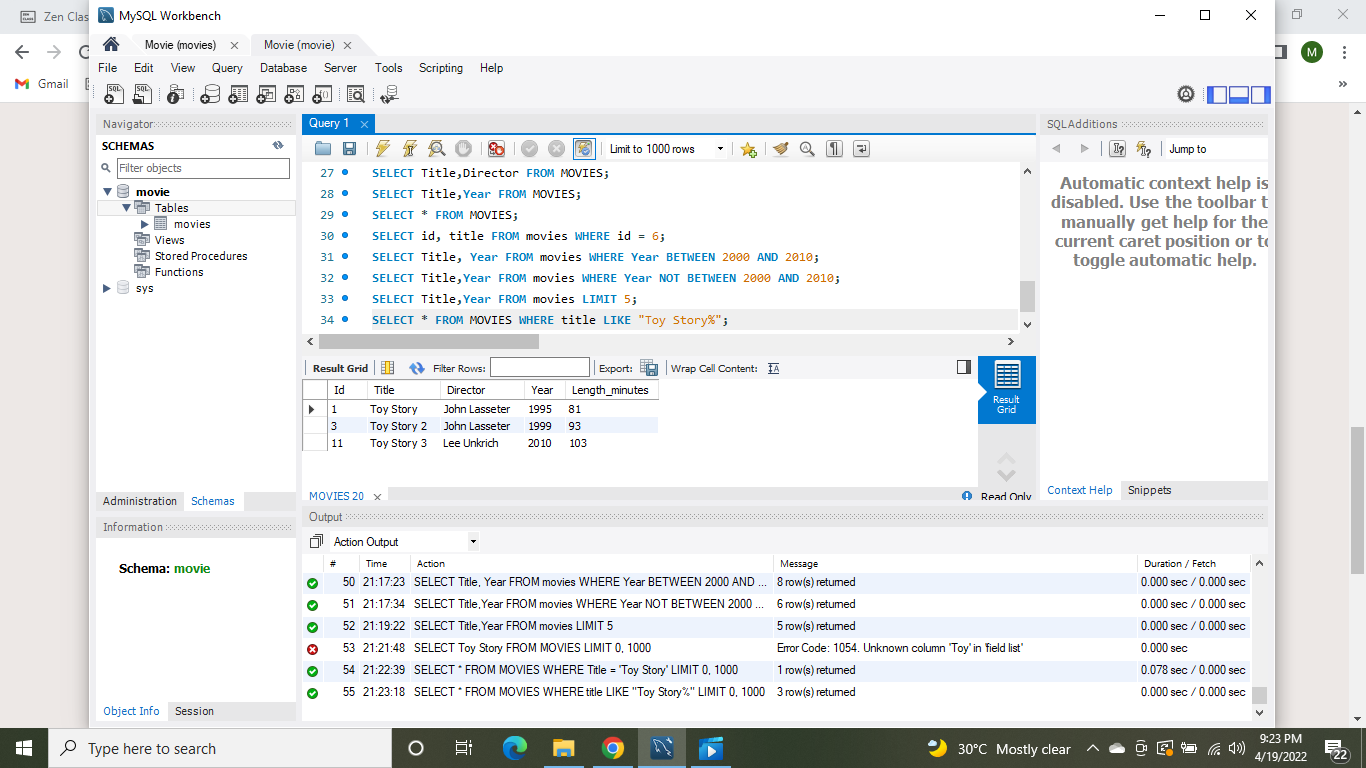 Zen Clas
MySQL Workbench
Movie (movies)
Movie (movie)
M
File Edit View Query Database Server Tools Scripting Help
Gmail
»
Navigator
Query 1
SQLAdditions
SCHEMAS
Limit to 1000 rows
Jump to
Filter objects
movie
Tables
movies
Views
Stored Procedures
Functions
sys
27 SELECT Title,Director FROM MOVIES;
28 SELECT Title,Year FROM MOVIES;
29 SELECT * FROM MOVIES;
30 SELECT id, title FROM movies WHERE id = 6;
31 SELECT Title, Year FROM movies WHERE Year BETWEEN 2000 AND 2010;
32 SELECT Title,Year FROM movies WHERE Year NOT BETWEEN 2000 AND 2010;
33 SELECT Title,Year FROM movies LIMIT 5;
34 SELECT * FROM MOVIES WHERE title LIKE "Toy Story%";
Automatic context help is
disabled. Use the toolbar t
manually get help for the
current caret position or to
toggle automatic help.
Result Grid Filter Rows: Export: Wrap Cell Content:
Id Title Director Year Length_minutes
1 Toy Story John Lasseter 1995 81
3 Toy Story 2 John Lasseter 1999 93
11 Toy Story 3 Lee Unkrich 2010 103
Result
Grid
MOVIES 20
Read Only
Context Help Snippets
Administration Schemas
Information
Schema: movie
Object Info Session
Output
Action Output
# Time Action Message Duration / Fetch
50 21:17:23 SELECT Title, Year FROM movies WHERE Year BETWEEN 2000 AND ... 8 row(s) returned 0.000 sec / 0.000 sec
51 21:17:34 SELECT Title,Year FROM movies WHERE Year NOT BETWEEN 2000 ... 6 row(s) returned 0.000 sec / 0.000 sec
52 21:19:22 SELECT Title,Year FROM movies LIMIT 5 5 row(s) returned 0.000 sec / 0.000 sec
53 21:21:48 SELECT Toy Story FROM MOVIES LIMIT 0, 1000 Error Code: 1054. Unknown column 'Toy' in 'field list' 0.000 sec
54 21:22:39 SELECT * FROM MOVIES WHERE Title = 'Toy Story' LIMIT 0, 1000 1 row(s) returned 0.078 sec / 0.000 sec
55 21:23:18 SELECT * FROM MOVIES WHERE title LIKE "Toy Story%" LIMIT 0, 1000 3 row(s) returned 0.000 sec / 0.000 sec
Type here to search
30°C Mostly clear
9:23 PM
4/19/2022
22